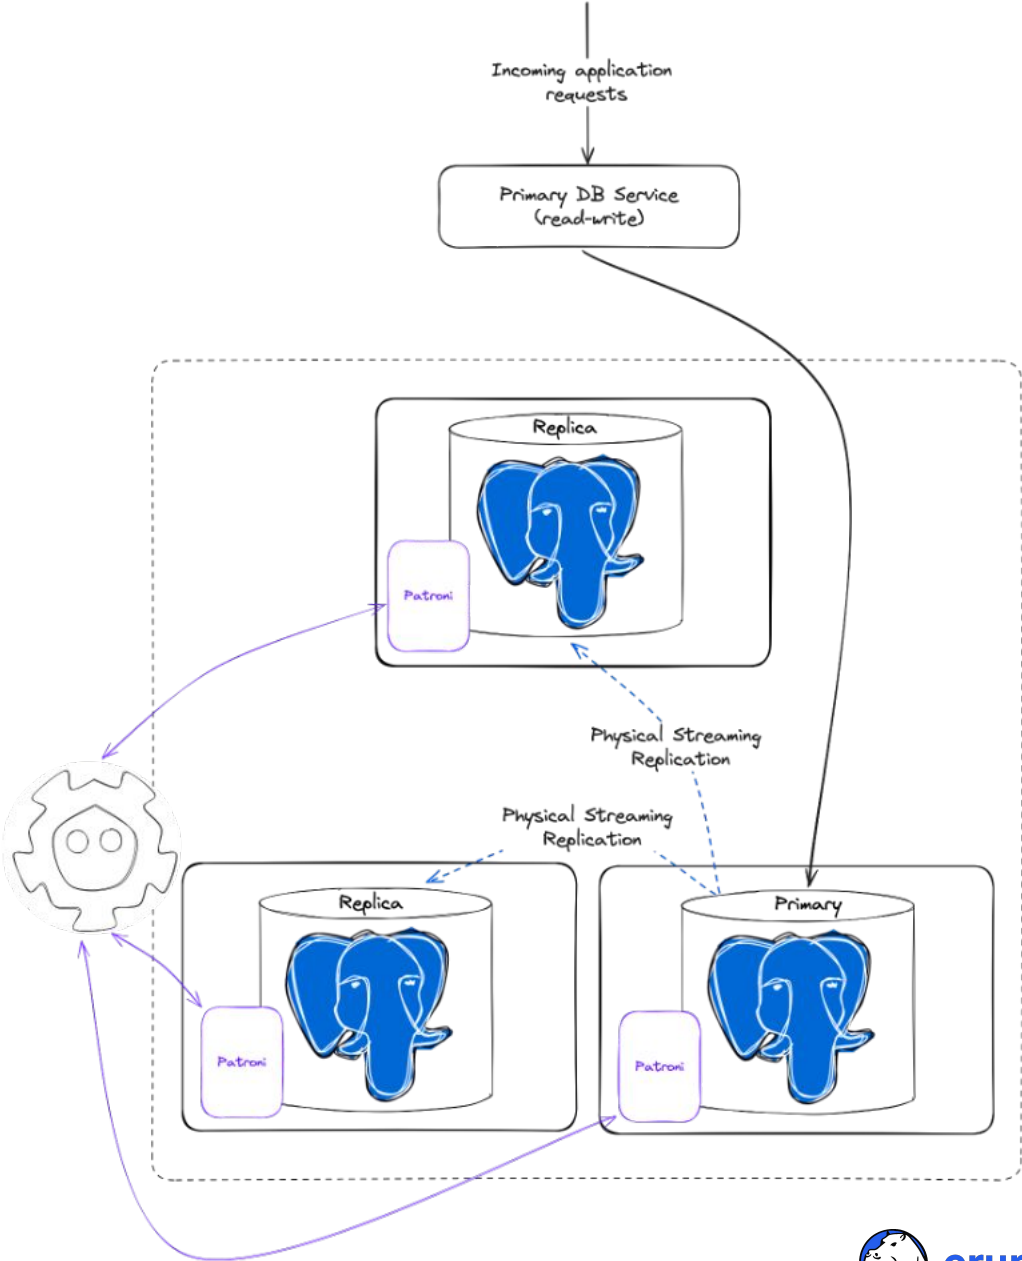 Incoming application
requests
Primary DB Service
(read-write)
Replica
Patroni
Physical Streaming
Replication
Physical Streaming
Replication
Replica
Primary
Patroni
Patroni